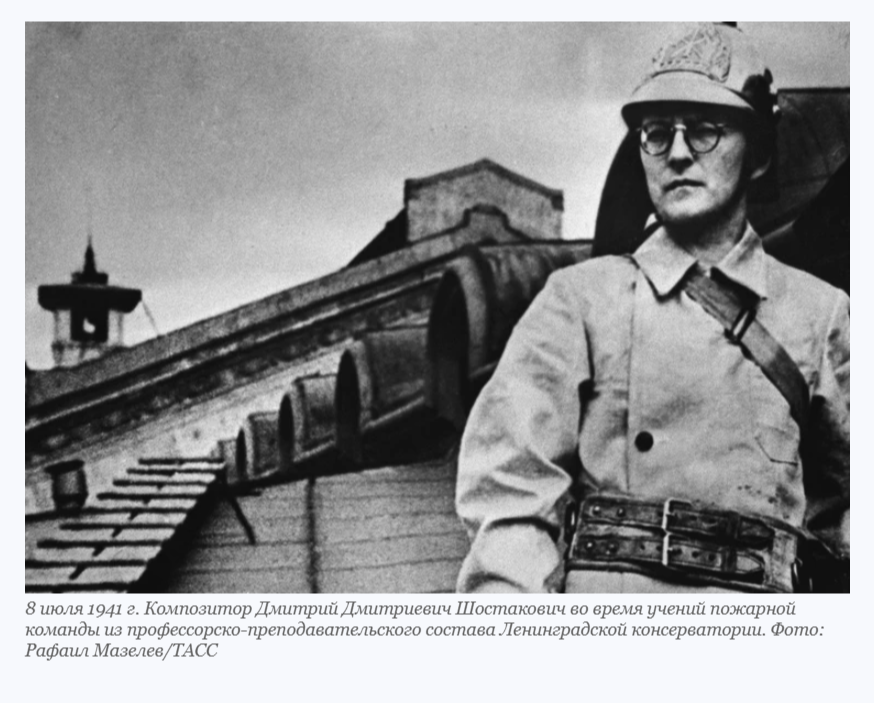 8 июля 1941 г. Композитор Дмитрий Дмитриевич Шостакович во время учений пожарной
команды из профессорско-преподавательского состава Ленинградской консерватории. Фото:
Рафаил Мазелев/ТАСС